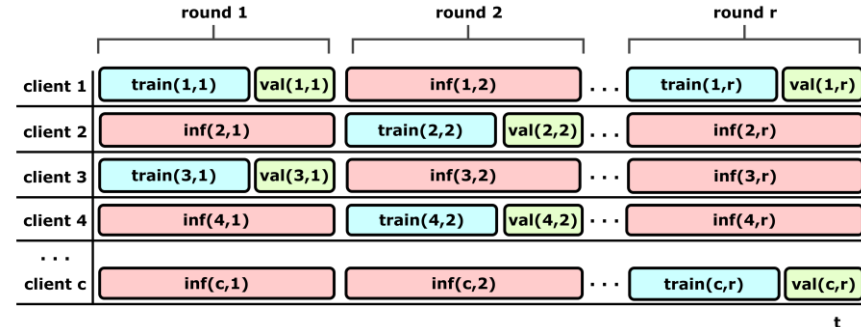 round 1 round 2 round r
client 1 train(1,1) val(1,1) inf(1,2) ... train(1,r) val(1,r)
client 2 inf(2,1) train(2,2) val(2,2) ... inf(2,r)
client 3 train(3,1) val(3,1) inf(3,2) ... inf(3,r)
client 4 inf(4,1) train(4,2) val(4,2) ... inf(4,r)
...
client c inf(c,1) inf(c,2) ... train(c,r) val(c,r)
t